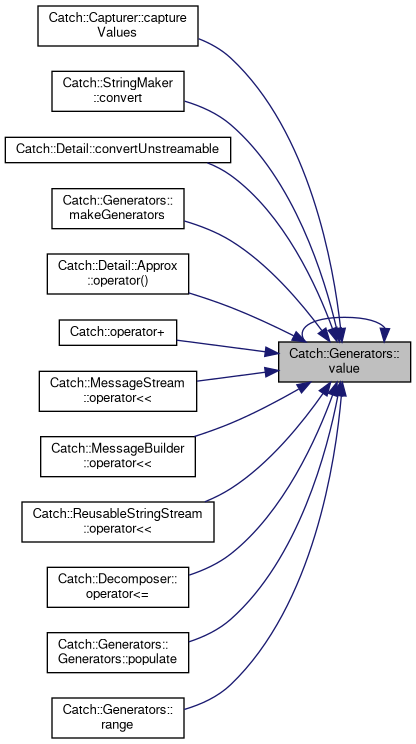 Catch::Capturer::capture
Values
Catch::StringMaker
::convert
Catch::Detail::convertUnstreamable
Catch::Generators::
makeGenerators
Catch::Detail::Approx
::operator()
Catch::operator+
Catch::Generators::
value
Catch::MessageStream
::operator<<
Catch::MessageBuilder
::operator<<
Catch::ReusableStringStream
::operator<<
Catch::Decomposer::
operator<=
Catch::Generators::
Generators::populate
Catch::Generators::
range